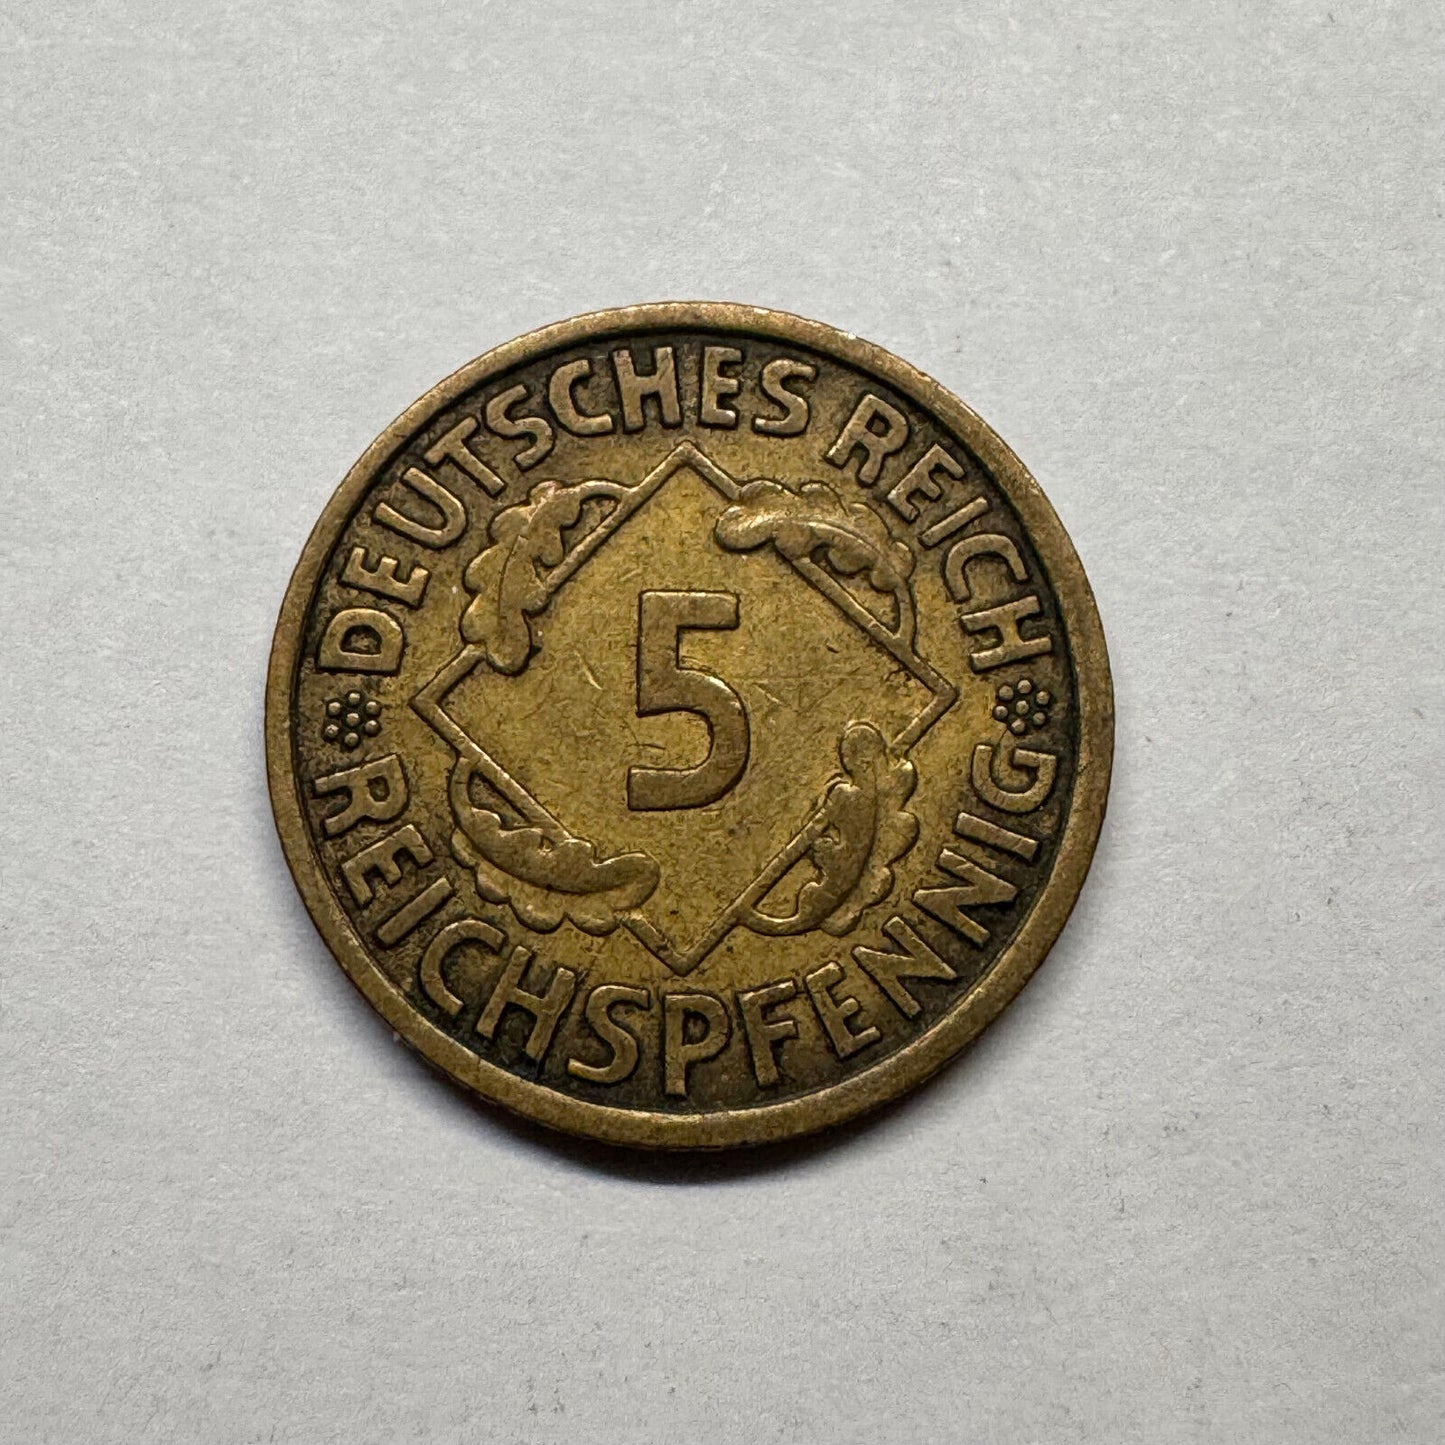 DEUTSCHES REICH
5
REICHSPFENNIG